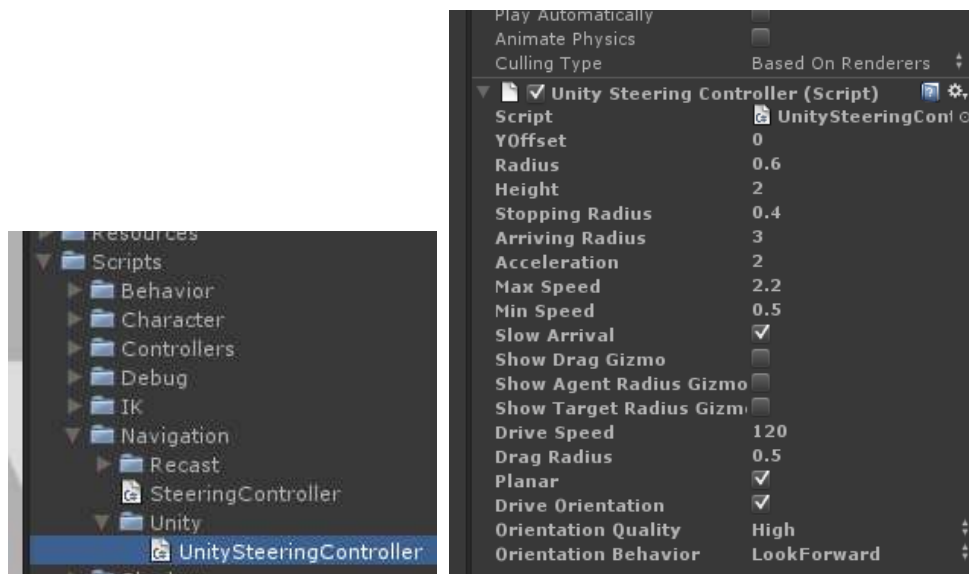 Resources
Scripts
Behavior
Character
Controllers
Debug
IK
Navigation
Recast
SteeringController
Unity
UnitySteeringController
Play Automatically
Animate Physics
Culling Type Based On Renderers
Unity Steering Controller (Script)
Script UnitySteeringCont
YOffset 0
Radius 0.6
Height 2
Stopping Radius 0.4
Arriving Radius 3
Acceleration 2
Max Speed 2.2
Min Speed 0.5
Slow Arrival
Show Drag Gizmo
Show Agent Radius Gizmo
Show Target Radius Gizm
Drive Speed 120
Drag Radius 0.5
Planar
Drive Orientation
Orientation Quality High
Orientation Behavior LookForward